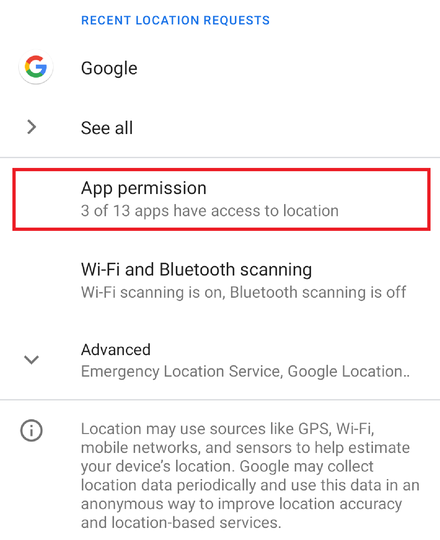 RECENT LOCATION REQUESTS
Google
See all
App permission
3 of 13 apps have access to location
Wi-Fi and Bluetooth scanning
Wi-Fi scanning is on, Bluetooth scanning is off
Advanced
Emergency Location Service, Google Location..
Location may use sources like GPS, Wi-Fi,
mobile networks, and sensors to help estimate
your device’s location. Google may collect
location data periodically and use this data in an
anonymous way to improve location accuracy
and location-based services.